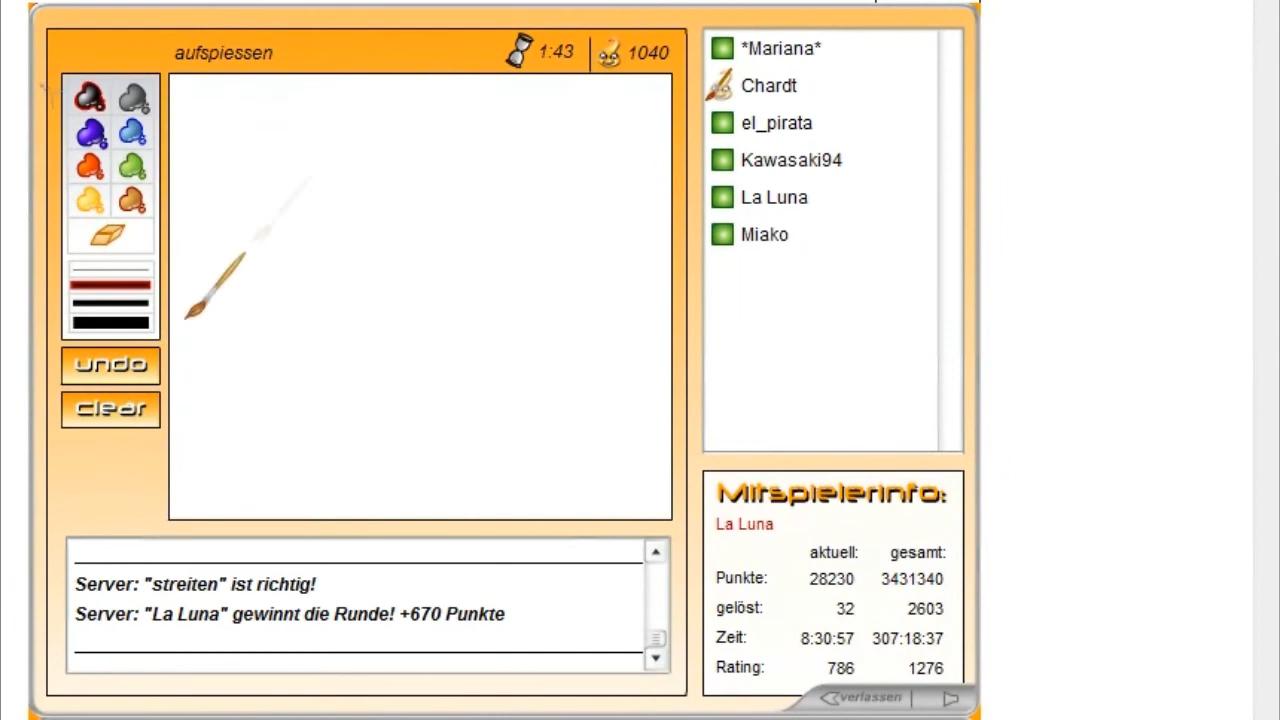 aufspiessen
1:43
1040
*Mariana*
Chardt
el_pirata
Kawasaki94
La Luna
Miako
undo
clear
Server: "streiten" ist richtig!
Server: "La Luna" gewinnt die Runde! +670 Punkte
Mitspielerinfo:
La Luna
aktuell: gesamt:
Punkte: 28230 3431340
gelöst: 32 2603
Zeit: 8:30:57 307:18:37
Rating: 786 1276
verlassen